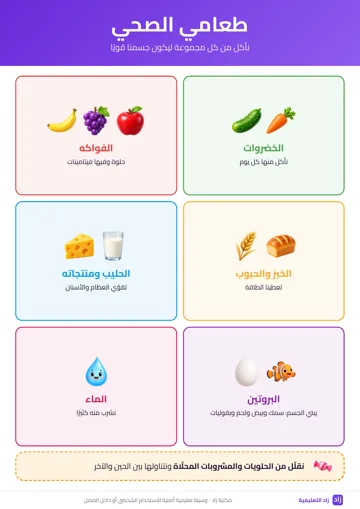 طعامي الصحي
نأكل من كل مجموعة ليكون جسمنا قويًا
الخضروات
نأكل منها كل يوم
الفواكه
حلوة وفيها فيتامينات
الخبز والحبوب
تعطينا الطاقة
الحليب ومنتجاته
تقوّي العظام والأسنان
البروتين
يبني الجسم: سمك وبيض ولحم وبقوليات
الماء
نشرب منه كثيرًا
نقلّل من الحلويات والمشروبات المحلّاة ونتناولها بين الحين والآخر
زاد زاد التعليمية
مكتبة زاد · وسيلة تعليمية أصلية للاستخدام الشخصي أو داخل الفصل